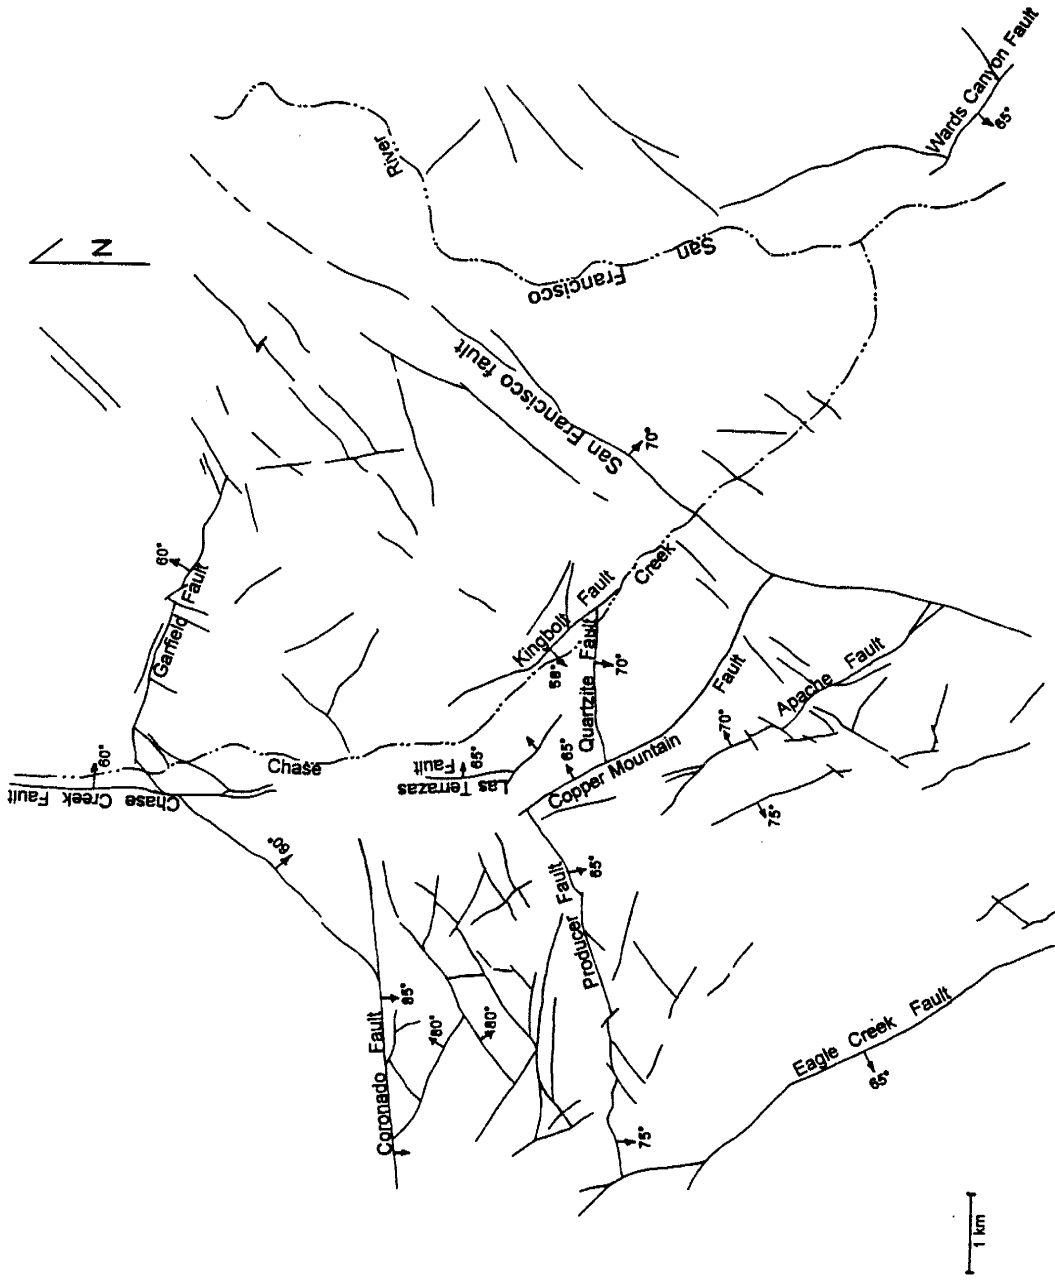 N
River
San
Francisco
Wards Canyon Fault
65°
San Francisco fault
70°
Garfield Fault
60°
Chase Creek Fault
60°
60°
Chase
Creek
Kingbolt Fault
58°
Quartzite Fault
70°
Las Terrazas
Fault
65°
Copper Mountain
Fault
65°
Apache Fault
70°
75°
Producer Fault
65°
75°
Coronado Fault
85°
80°
80°
Eagle Creek Fault
65°
1 km